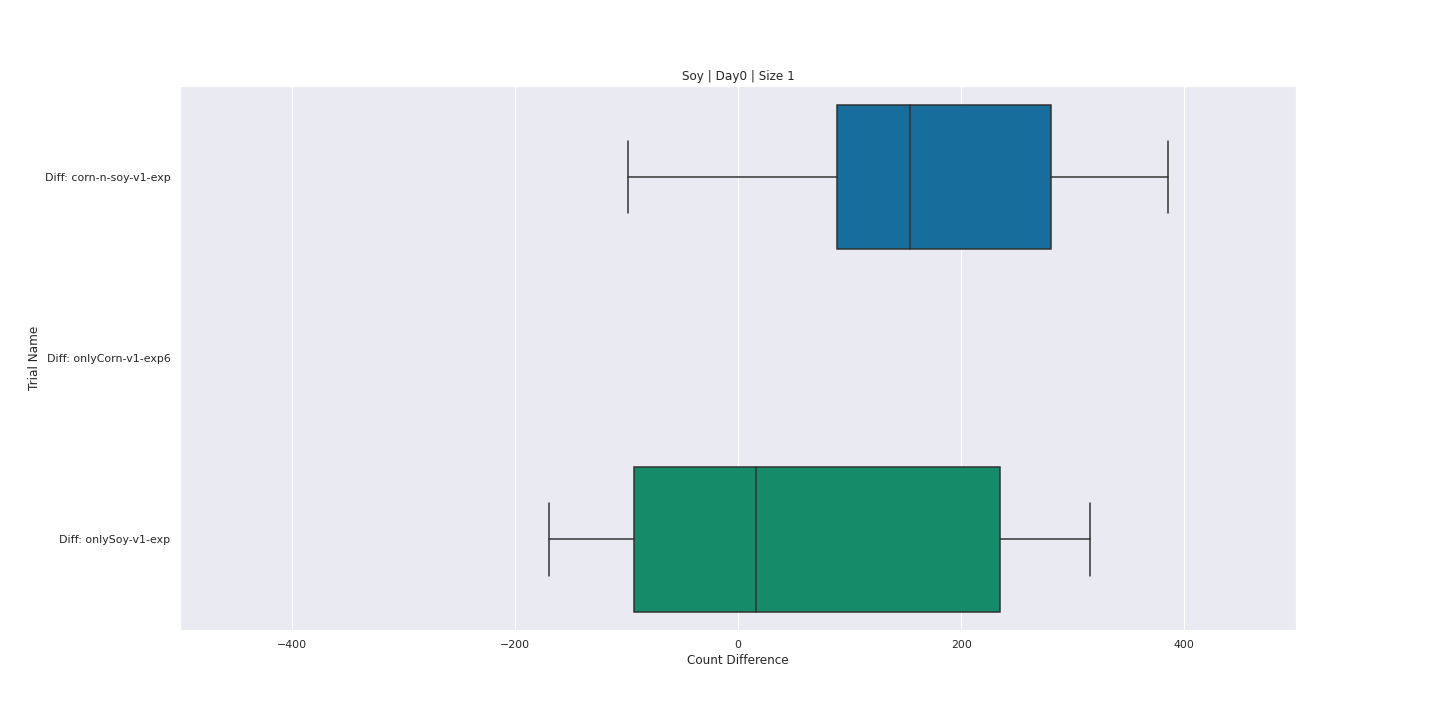 Soy | Day0 | Size 1
Diff: corn-n-soy-v1-exp
Diff: onlyCorn-v1-exp6
Diff: onlySoy-v1-exp
Trial Name
−400
−200
0
200
400
Count Difference